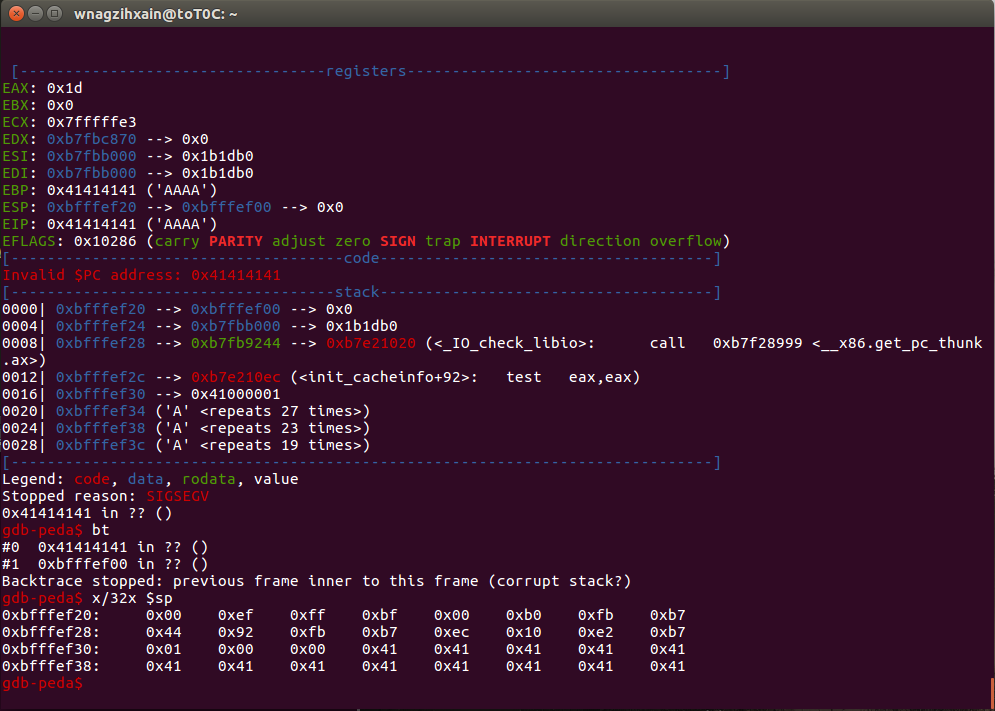 wnagzihxain@toT0C: ~
[----------------------------------registers-----------------------------------]
EAX: 0x1d
EBX: 0x0
ECX: 0x7fffffe3
EDX: 0xb7fbc870 --> 0x0
ESI: 0xb7fbb000 --> 0x1b1db0
EDI: 0xb7fbb000 --> 0x1b1db0
EBP: 0x41414141 ('AAAA')
ESP: 0xbfffef20 --> 0xbfffef00 --> 0x0
EIP: 0x41414141 ('AAAA')
EFLAGS: 0x10286 (carry PARITY adjust zero SIGN trap INTERRUPT direction overflow)
[-------------------------------------code-------------------------------------]
Invalid $PC address: 0x41414141
[------------------------------------stack-------------------------------------]
0000| 0xbfffef20 --> 0xbfffef00 --> 0x0
0004| 0xbfffef24 --> 0xb7fbb000 --> 0x1b1db0
0008| 0xbfffef28 --> 0xb7fb9244 --> 0xb7e21020 (<_IO_check_libio>:      call   0xb7f28999 <__x86.get_pc_thunk
.ax>)
0012| 0xbfffef2c --> 0xb7e210ec (<init_cacheinfo+92>:   test   eax,eax)
0016| 0xbfffef30 --> 0x41000001
0020| 0xbfffef34 ('A' <repeats 27 times>)
0024| 0xbfffef38 ('A' <repeats 23 times>)
0028| 0xbfffef3c ('A' <repeats 19 times>)
[------------------------------------------------------------------------------]
Legend: code, data, rodata, value
Stopped reason: SIGSEGV
0x41414141 in ?? ()
gdb-peda$ bt
#0  0x41414141 in ?? ()
#1  0xbfffef00 in ?? ()
Backtrace stopped: previous frame inner to this frame (corrupt stack?)
gdb-peda$ x/32x $sp
0xbfffef20:     0x00    0xef    0xff    0xbf    0x00    0xb0    0xfb    0xb7
0xbfffef28:     0x44    0x92    0xfb    0xb7    0xec    0x10    0xe2    0xb7
0xbfffef30:     0x01    0x00    0x00    0x41    0x41    0x41    0x41    0x41
0xbfffef38:     0x41    0x41    0x41    0x41    0x41    0x41    0x41    0x41
gdb-peda$